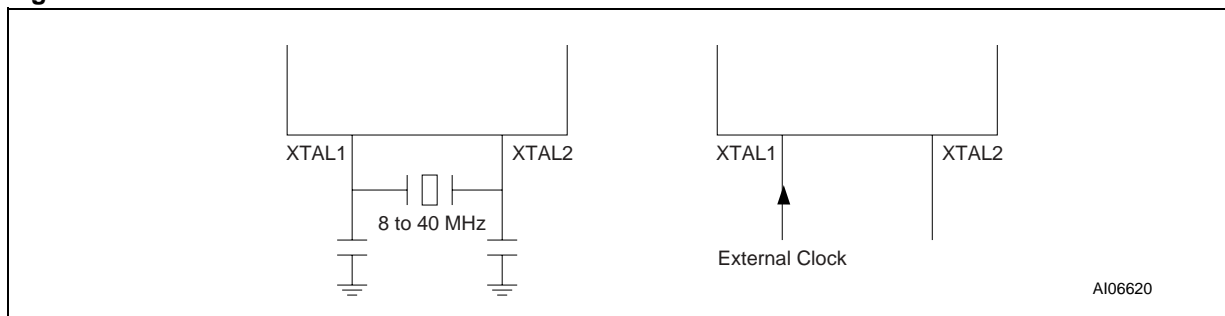 XTAL1 XTAL2 XTAL1 XTAL2
8 to 40 MHz
External Clock
AI06620